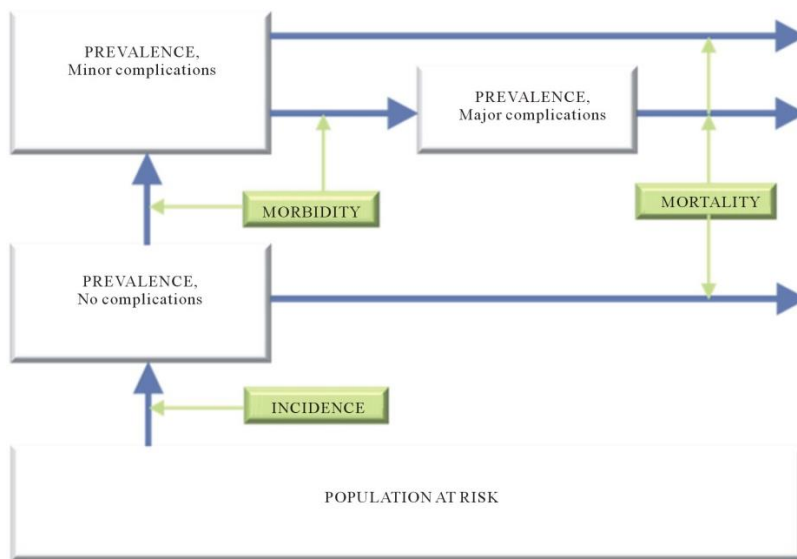 PREVALENCE,
Minor complications
PREVALENCE,
Major complications
MORBIDITY
MORTALITY
PREVALENCE,
No complications
INCIDENCE
POPULATION AT RISK